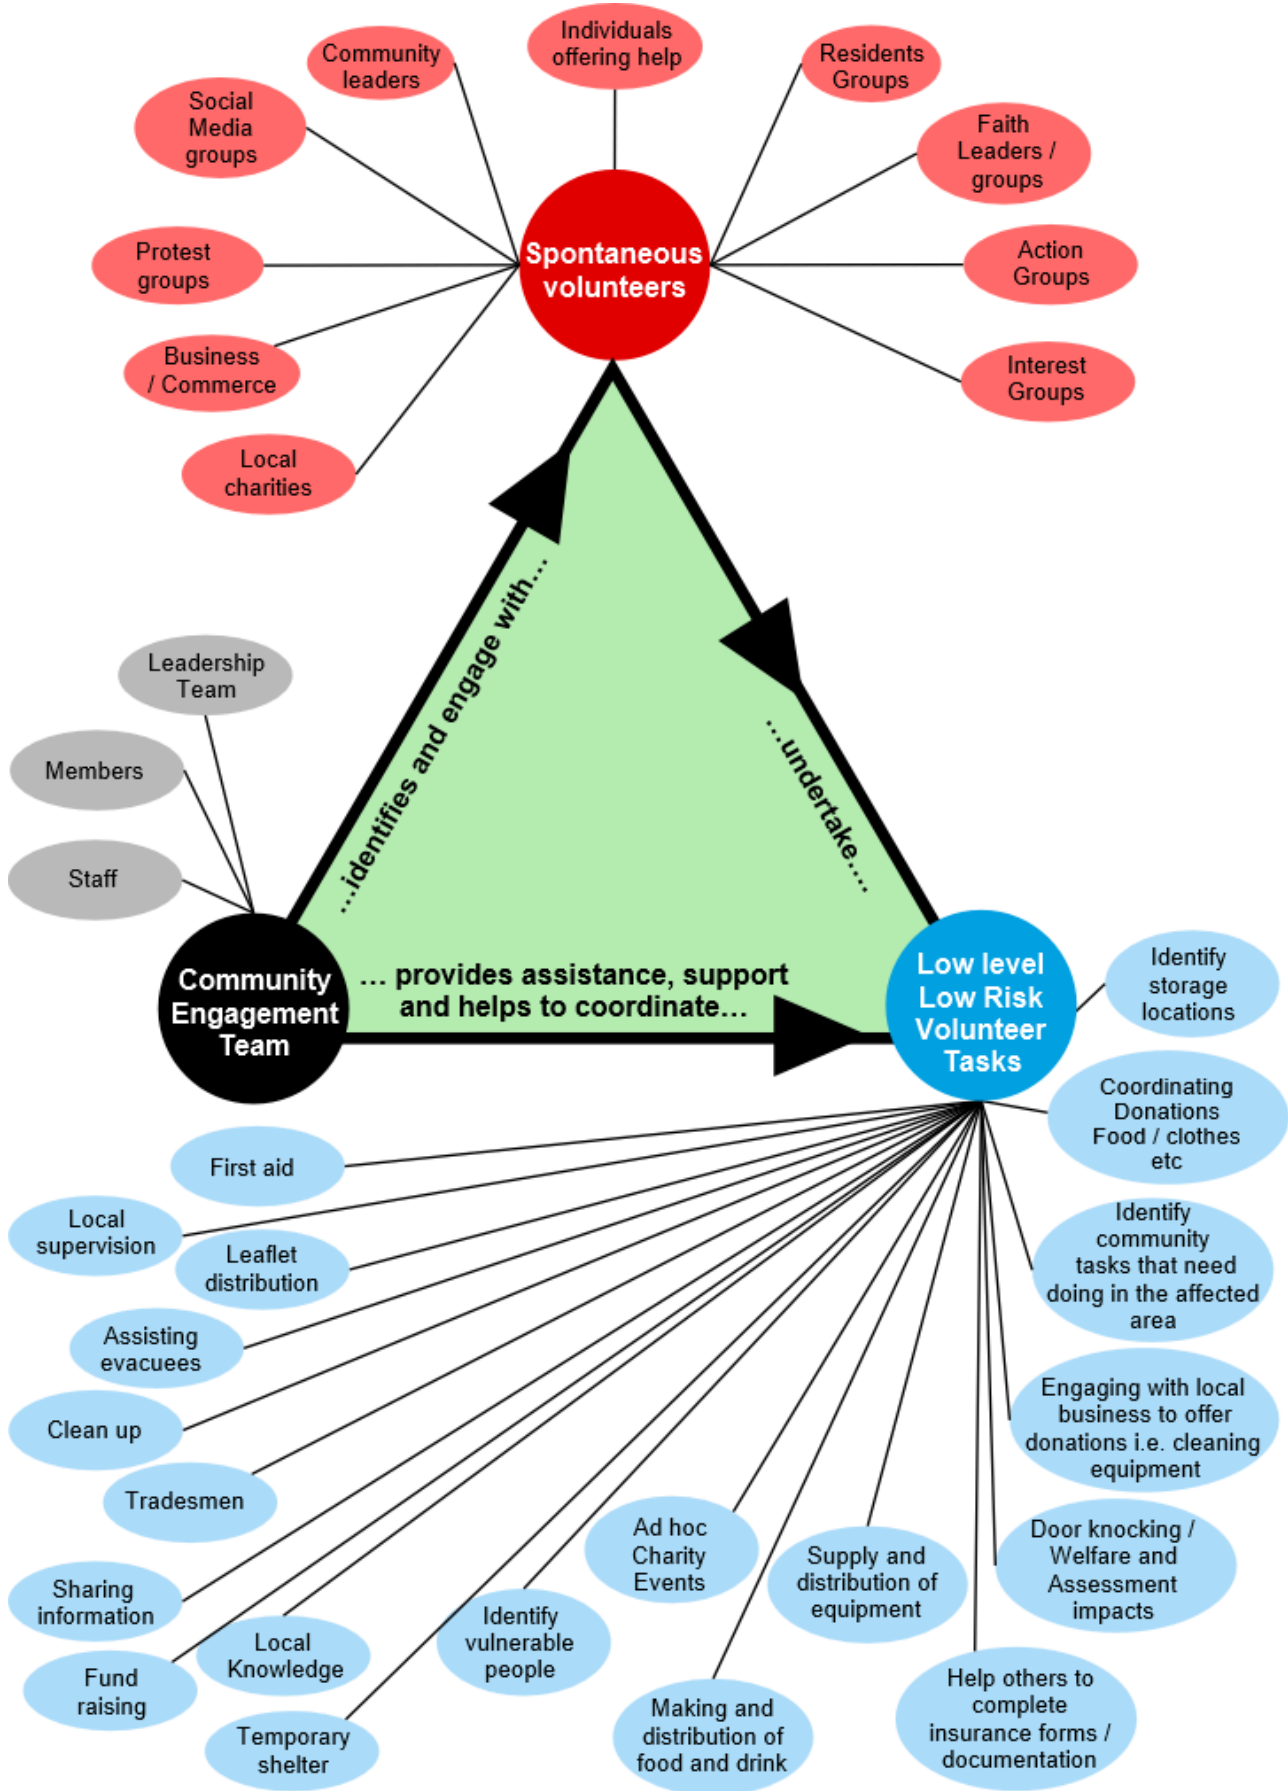 Individuals
offering help
Community
leaders
Residents
Groups
Social
Media
groups
Faith
Leaders /
groups
Protest
groups
Spontaneous
volunteers
Action
Groups
Business
/ Commerce
Interest
Groups
Local
charities
...identifies and engage with...
...undertake....
Leadership
Team
Members
Staff
Community
Engagement
Team
... provides assistance, support
and helps to coordinate...
Low level
Low Risk
Volunteer
Tasks
Identify
storage
locations
Coordinating
Donations
Food / clothes
etc
First aid
Local
supervision
Leaflet
distribution
Identify
community
tasks that need
doing in the affected
area
Assisting
evacuees
Clean up
Engaging with local
business to offer
donations i.e. cleaning
equipment
Tradesmen
Ad hoc
Charity
Events
Supply and
distribution of
equipment
Door knocking /
Welfare and
Assessment
impacts
Sharing
information
Local
Knowledge
Identify
vulnerable
people
Fund
raising
Temporary
shelter
Making and
distribution of
food and drink
Help others to
complete
insurance forms /
documentation